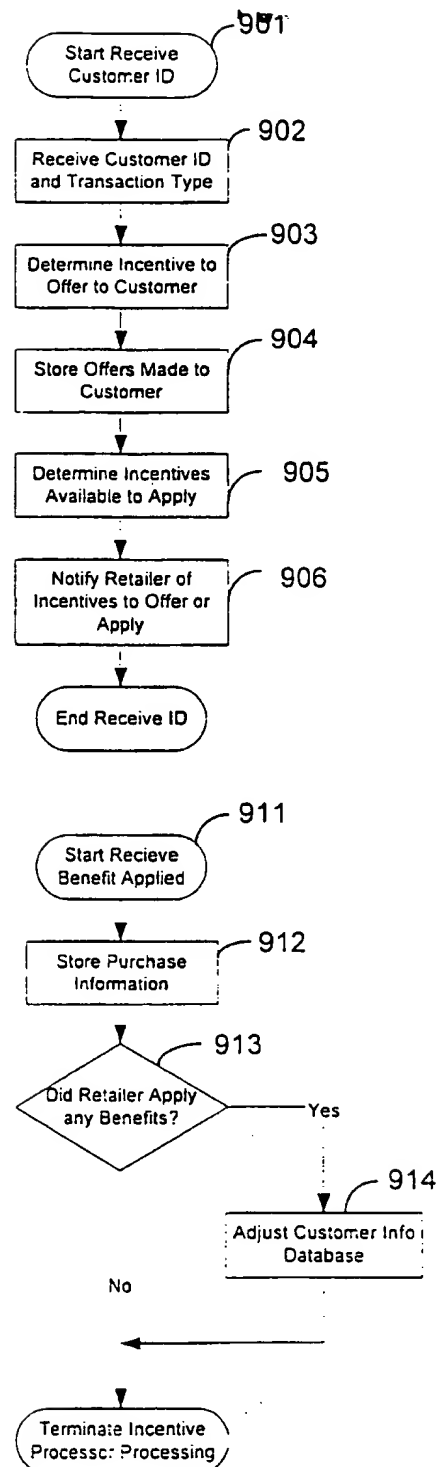 901
Start Receive
Customer ID
902
Receive Customer ID
and Transaction Type
903
Determine Incentive to
Offer to Customer
904
Store Offers Made to
Customer
905
Determine Incentives
Available to Apply
906
Notify Retailer of
Incentives to Offer or
Apply
End Receive ID
911
Start Recieve
Benefit Applied
912
Store Purchase
Information
913
Did Retailer Apply
any Benefits?
Yes
914
Adjust Customer Info
Database
No
Terminate Incentive
Processor Processing